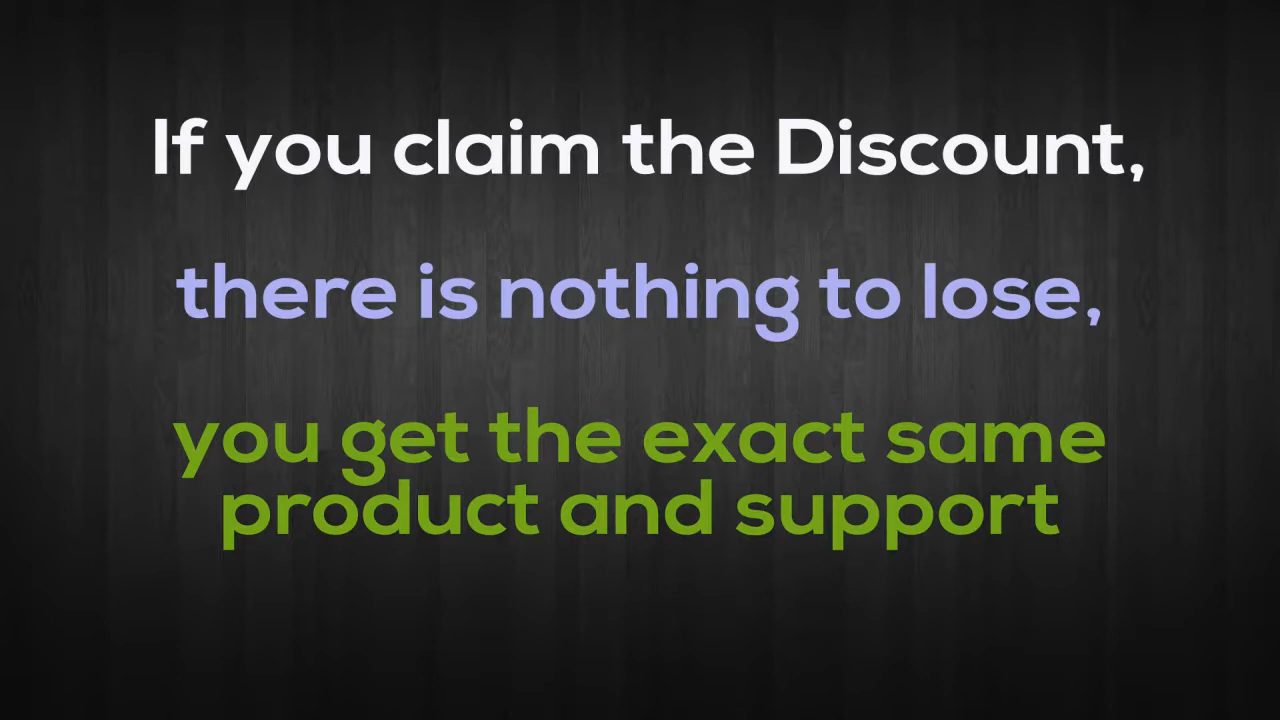 If you claim the Discount,
there is nothing to lose,
you get the exact same
product and support